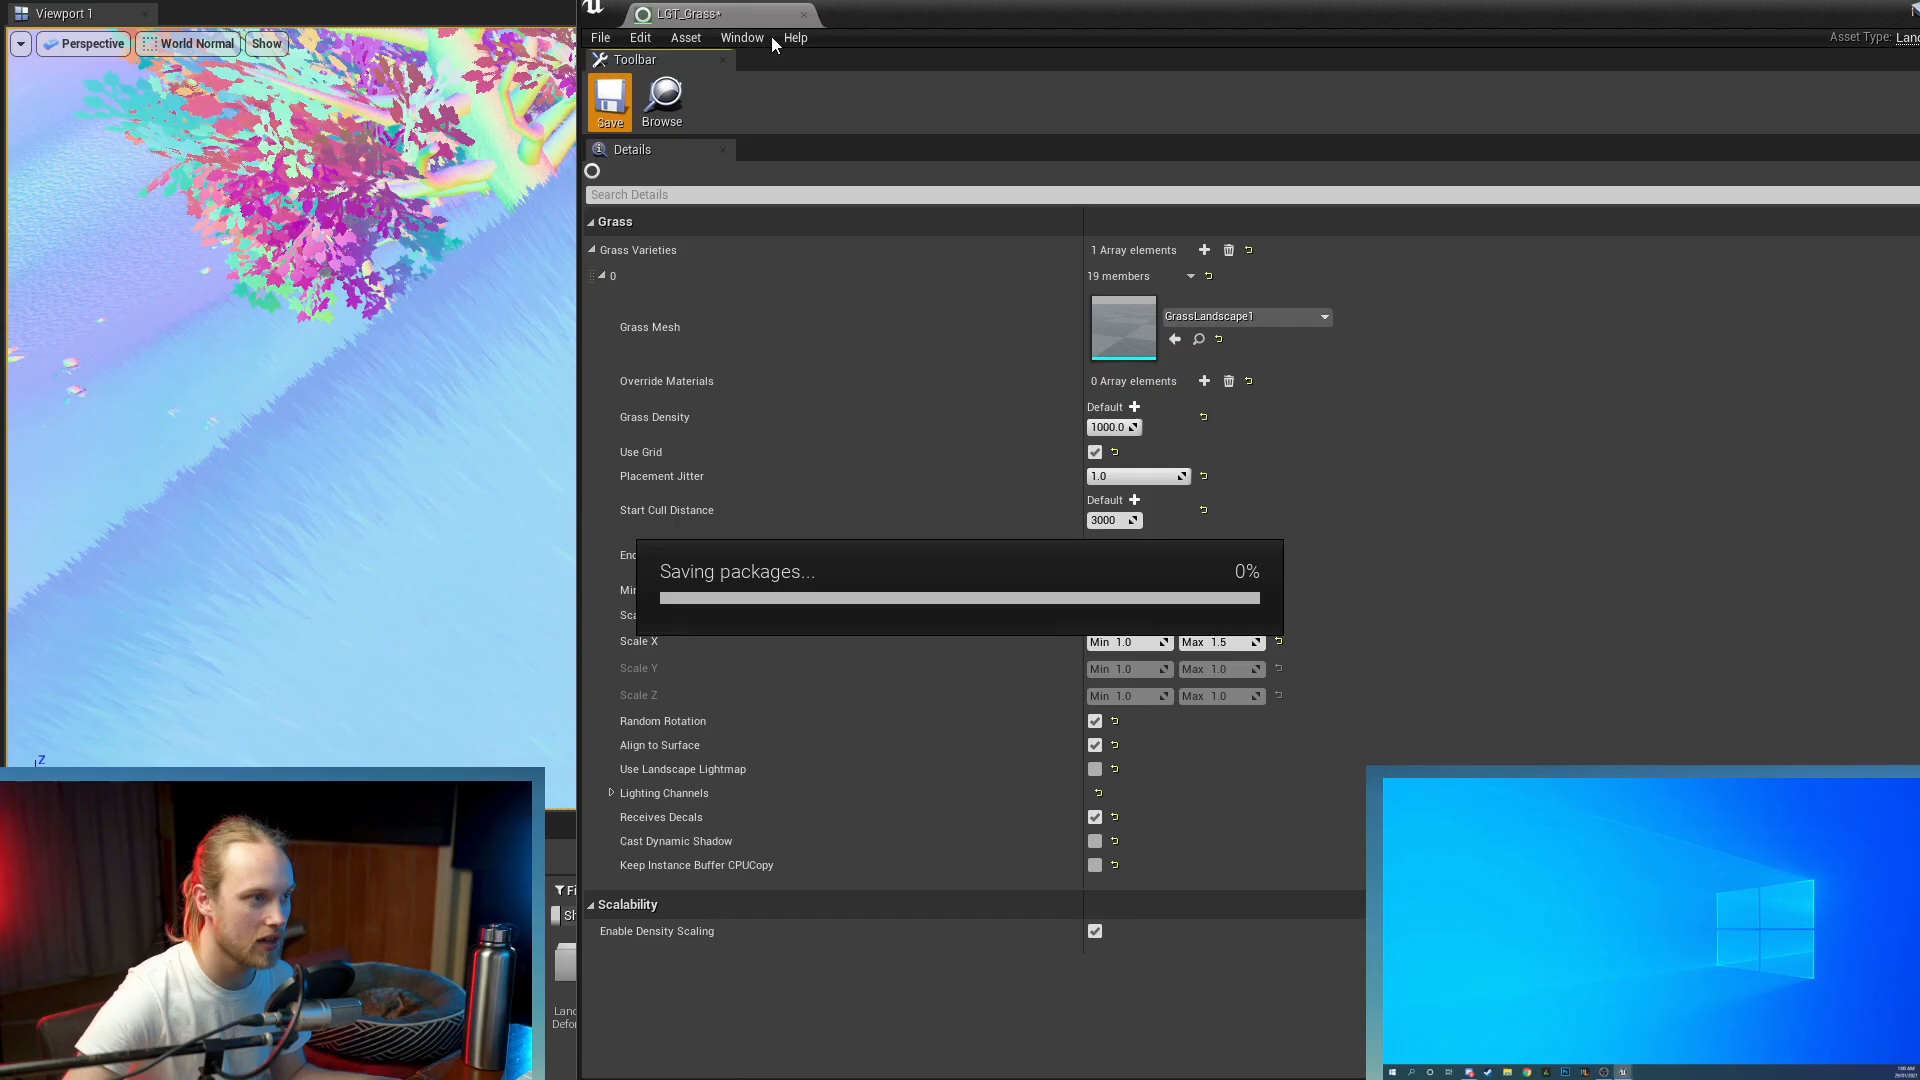 Viewport 1
LGT_Grass*
Perspective
World Normal
Show
File
Edit
Asset
Window
Help
Asset Type:
Toolbar
Save
Browse
Details
Search Details
Grass
Grass Varieties
1 Array elements
0
19 members
Grass Mesh
GrassLandscape1
Override Materials
0 Array elements
Grass Density
Default
1000.0
Use Grid
Placement Jitter
1.0
Start Cull Distance
Default
3000
Saving packages...
0%
Scale X
Min 1.0
Max 1.5
Scale Y
Min 1.0
Max 1.0
Scale Z
Min 1.0
Max 1.0
Random Rotation
Align to Surface
Use Landscape Lightmap
Lighting Channels
Receives Decals
Cast Dynamic Shadow
Keep Instance Buffer CPUCopy
Scalability
Enable Density Scaling
Z